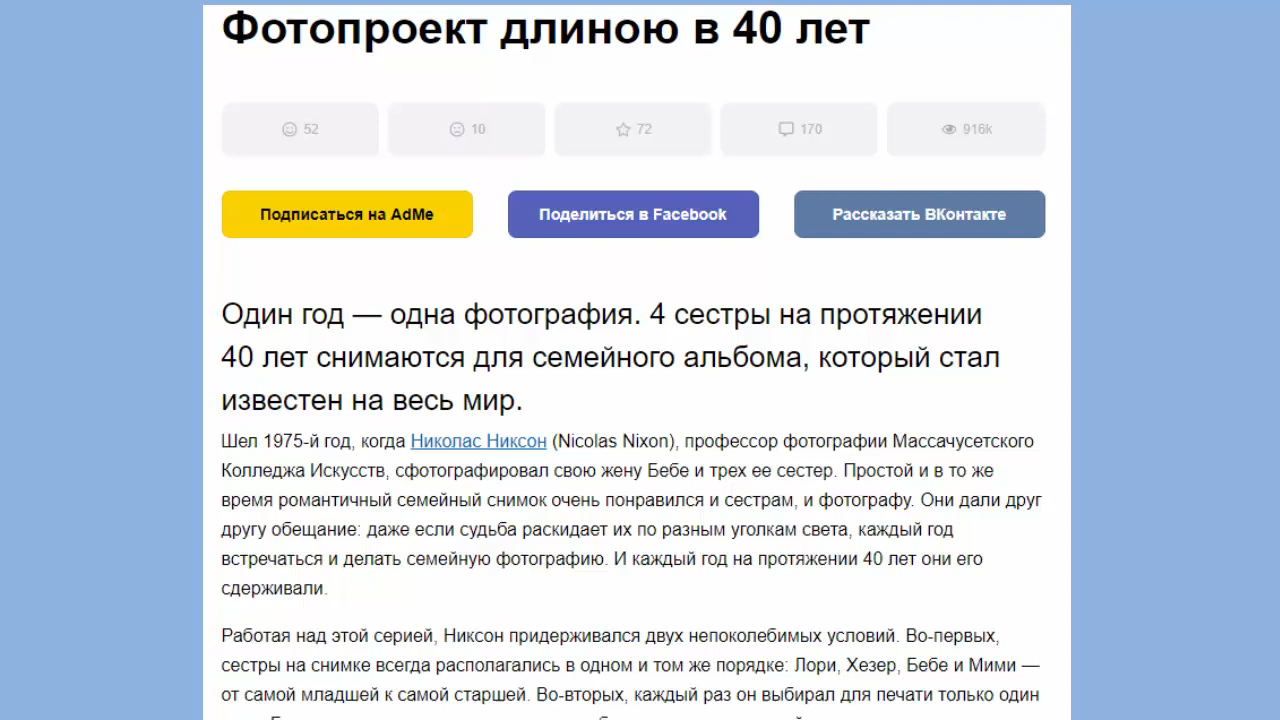 Фотопроект длиною в 40 лет
52 10 72 170 916k
Подписаться на AdMe Поделиться в Facebook Рассказать ВКонтакте
Один год — одна фотография. 4 сестры на протяжении
40 лет снимаются для семейного альбома, который стал
известен на весь мир.
Шел 1975-й год, когда Николас Никсон (Nicolas Nixon), профессор фотографии Массачусетского
Колледжа Искусств, сфотографировал свою жену Бебе и трех ее сестер. Простой и в то же
время романтичный семейный снимок очень понравился и сестрам, и фотографу. Они дали друг
другу обещание: даже если судьба раскидает их по разным уголкам света, каждый год
встречаться и делать семейную фотографию. И каждый год на протяжении 40 лет они его
сдерживали.
Работая над этой серией, Никсон придерживался двух непоколебимых условий. Во-первых,
сестры на снимке всегда располагались в одном и том же порядке: Лори, Хезер, Бебе и Мими —
от самой младшей к самой старшей. Во-вторых, каждый раз он выбирал для печати только один